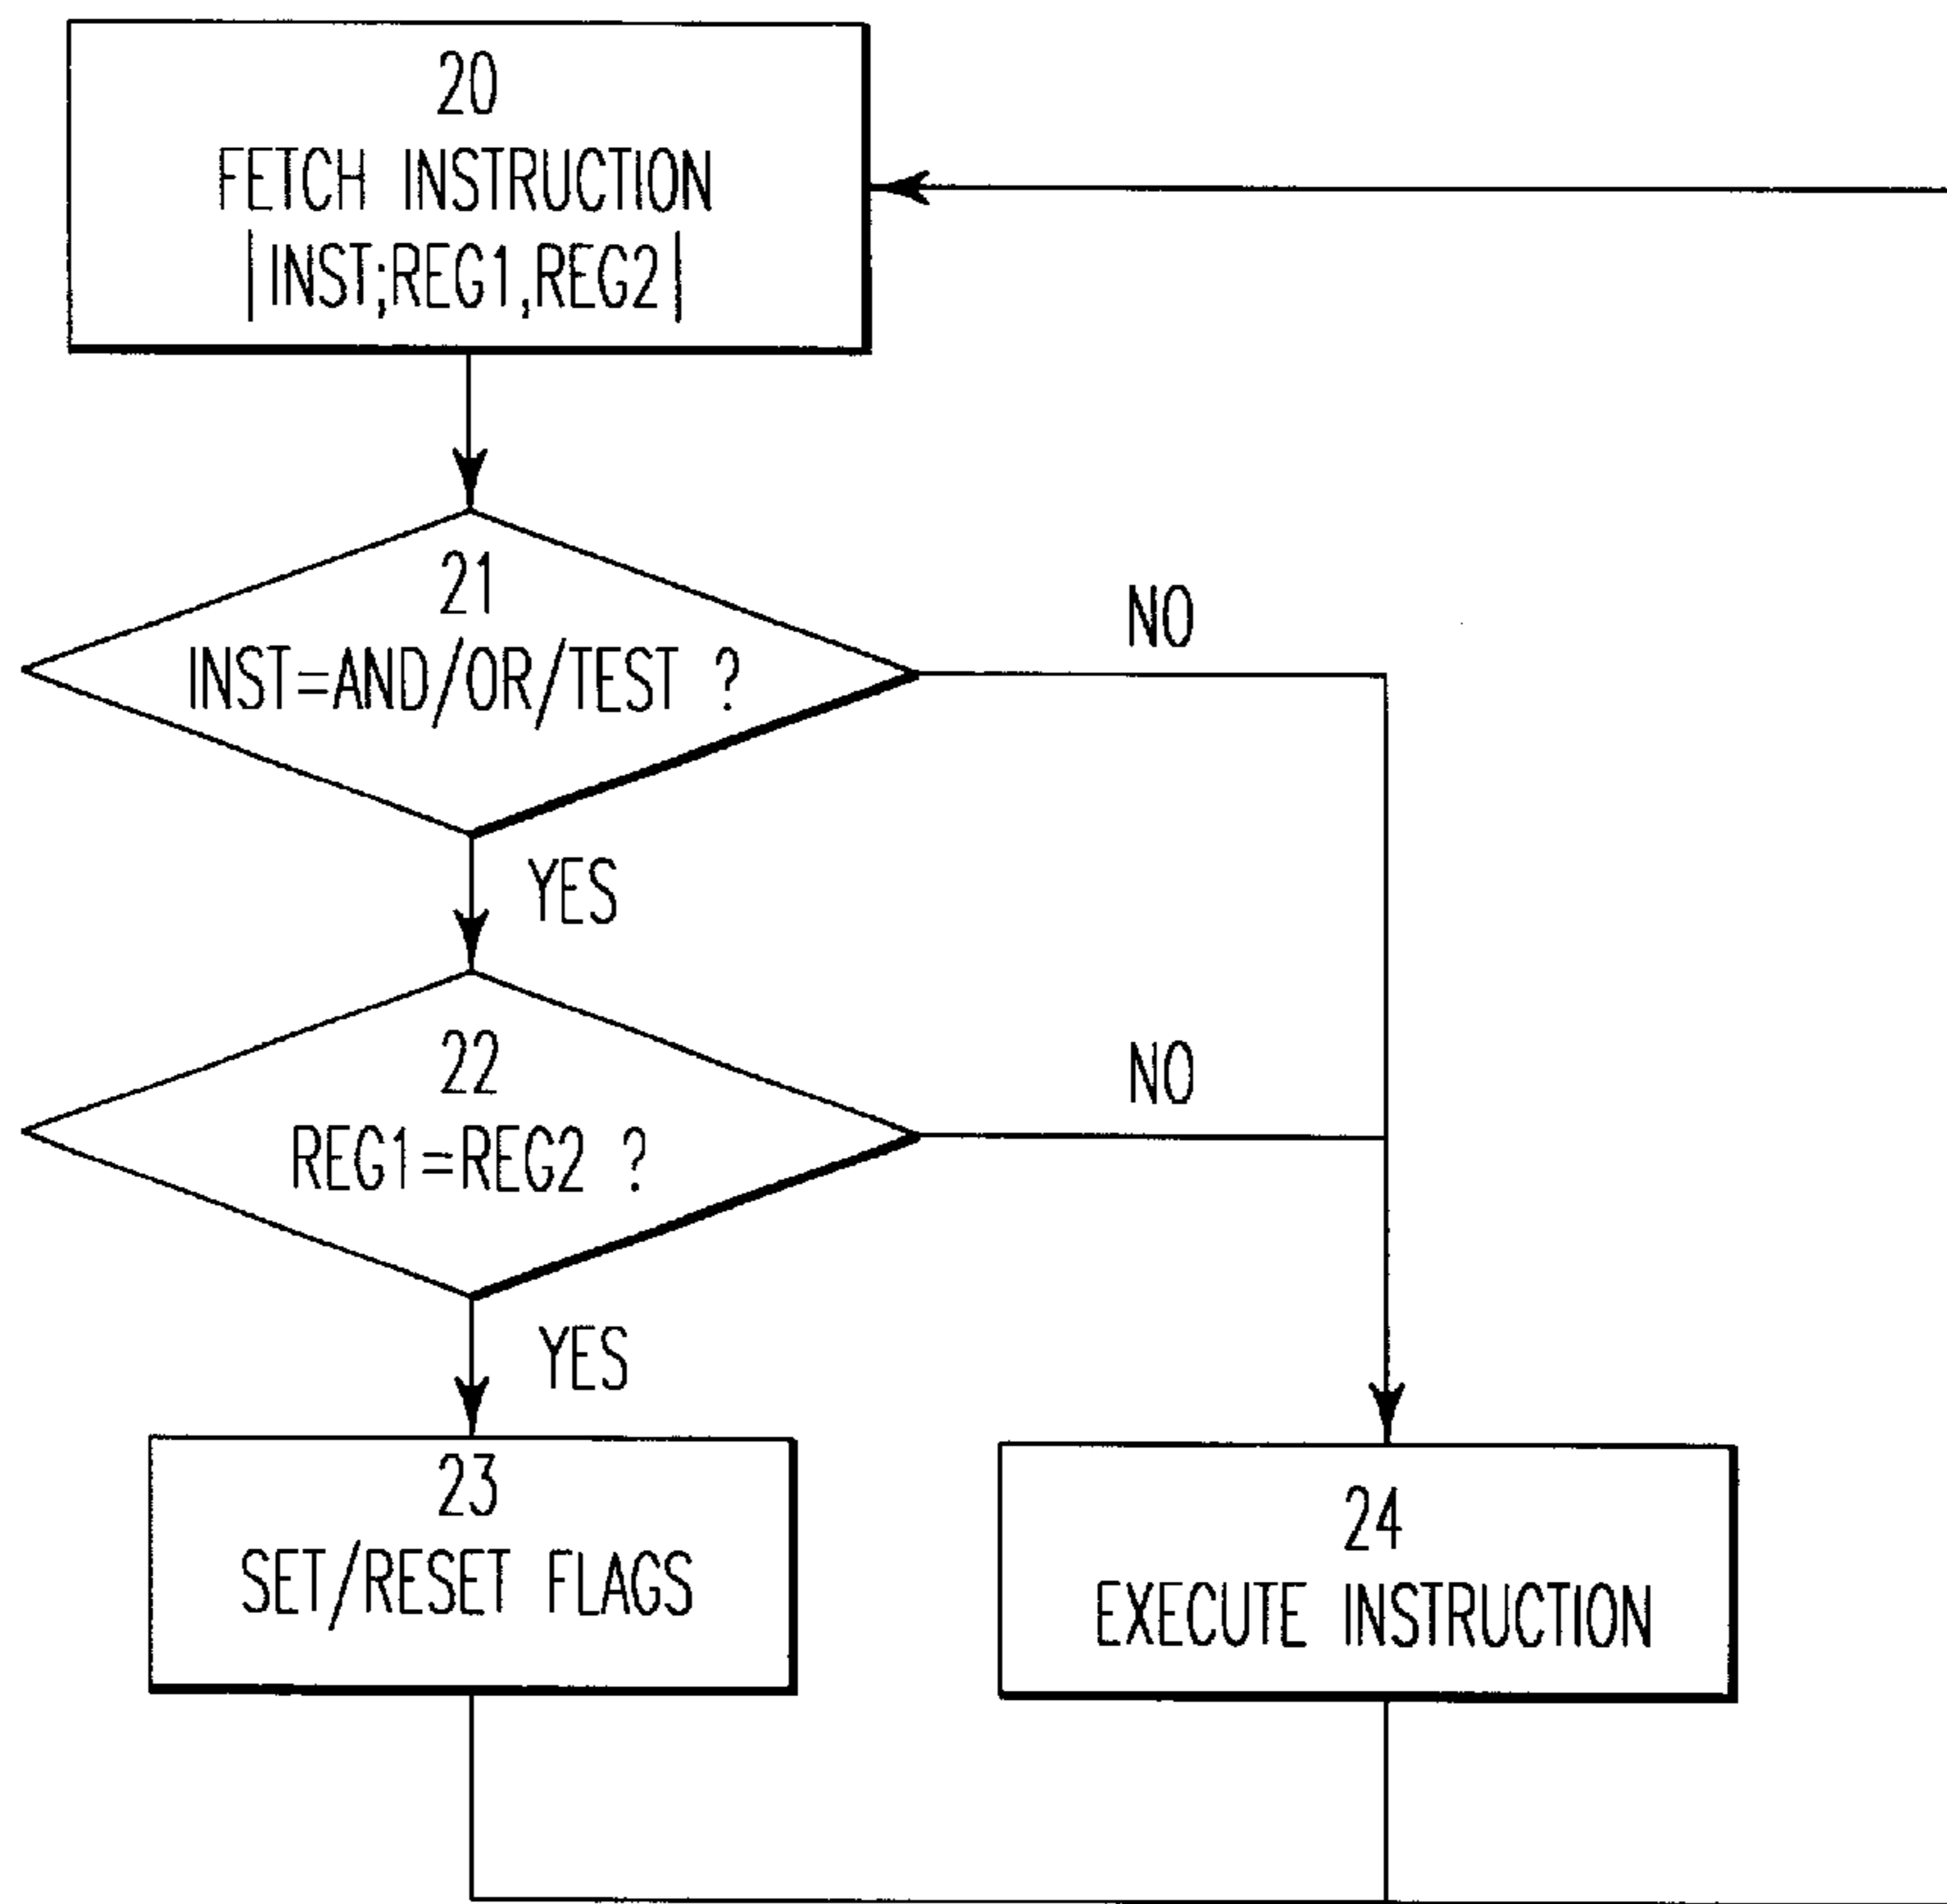 20
FETCH INSTRUCTION
|INST;REG1,REG2|
21
INST=AND/OR/TEST ?
NO
YES
22
REG1=REG2 ?
NO
YES
23
SET/RESET FLAGS
24
EXECUTE INSTRUCTION